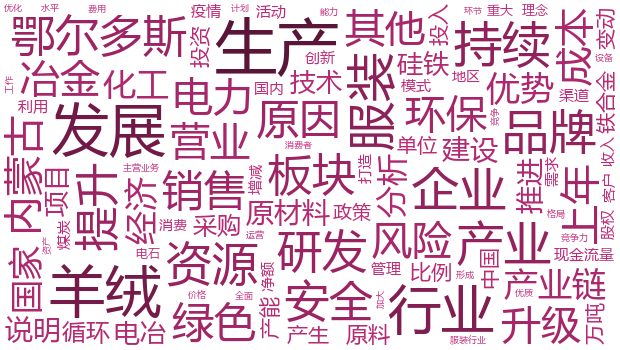 优化
水平
费用
疫情
计划
活动
能力
环节
重大
理念
鄂尔多斯
生产
其他
投入
持续
成本
变动
设备
投资
创新
硅铁
地区
优势
渠道
铁合金
工作
冶金
化工
电力
国内
技术
服装
模式
利用
发展
营业
原因
环保
竞争
品牌
内蒙古
消费者
单位
建设
收入
主营业务
项目
提升
经济
销售
增减
板块
打造
分析
企业
推进
需求
上年
客户
消费
采购
原材料
政策
格局
股权
煤炭
资产
电石
运营
资源
研发
风险
产业
竞争力
中国
现金流量
国家
羊绒
净额
管理
比例
形成
产业链
价格
全面
安全
行业
优质
绿色
产能
增长
升级
万吨
说明
循环
电冶
产生
原料
服装行业